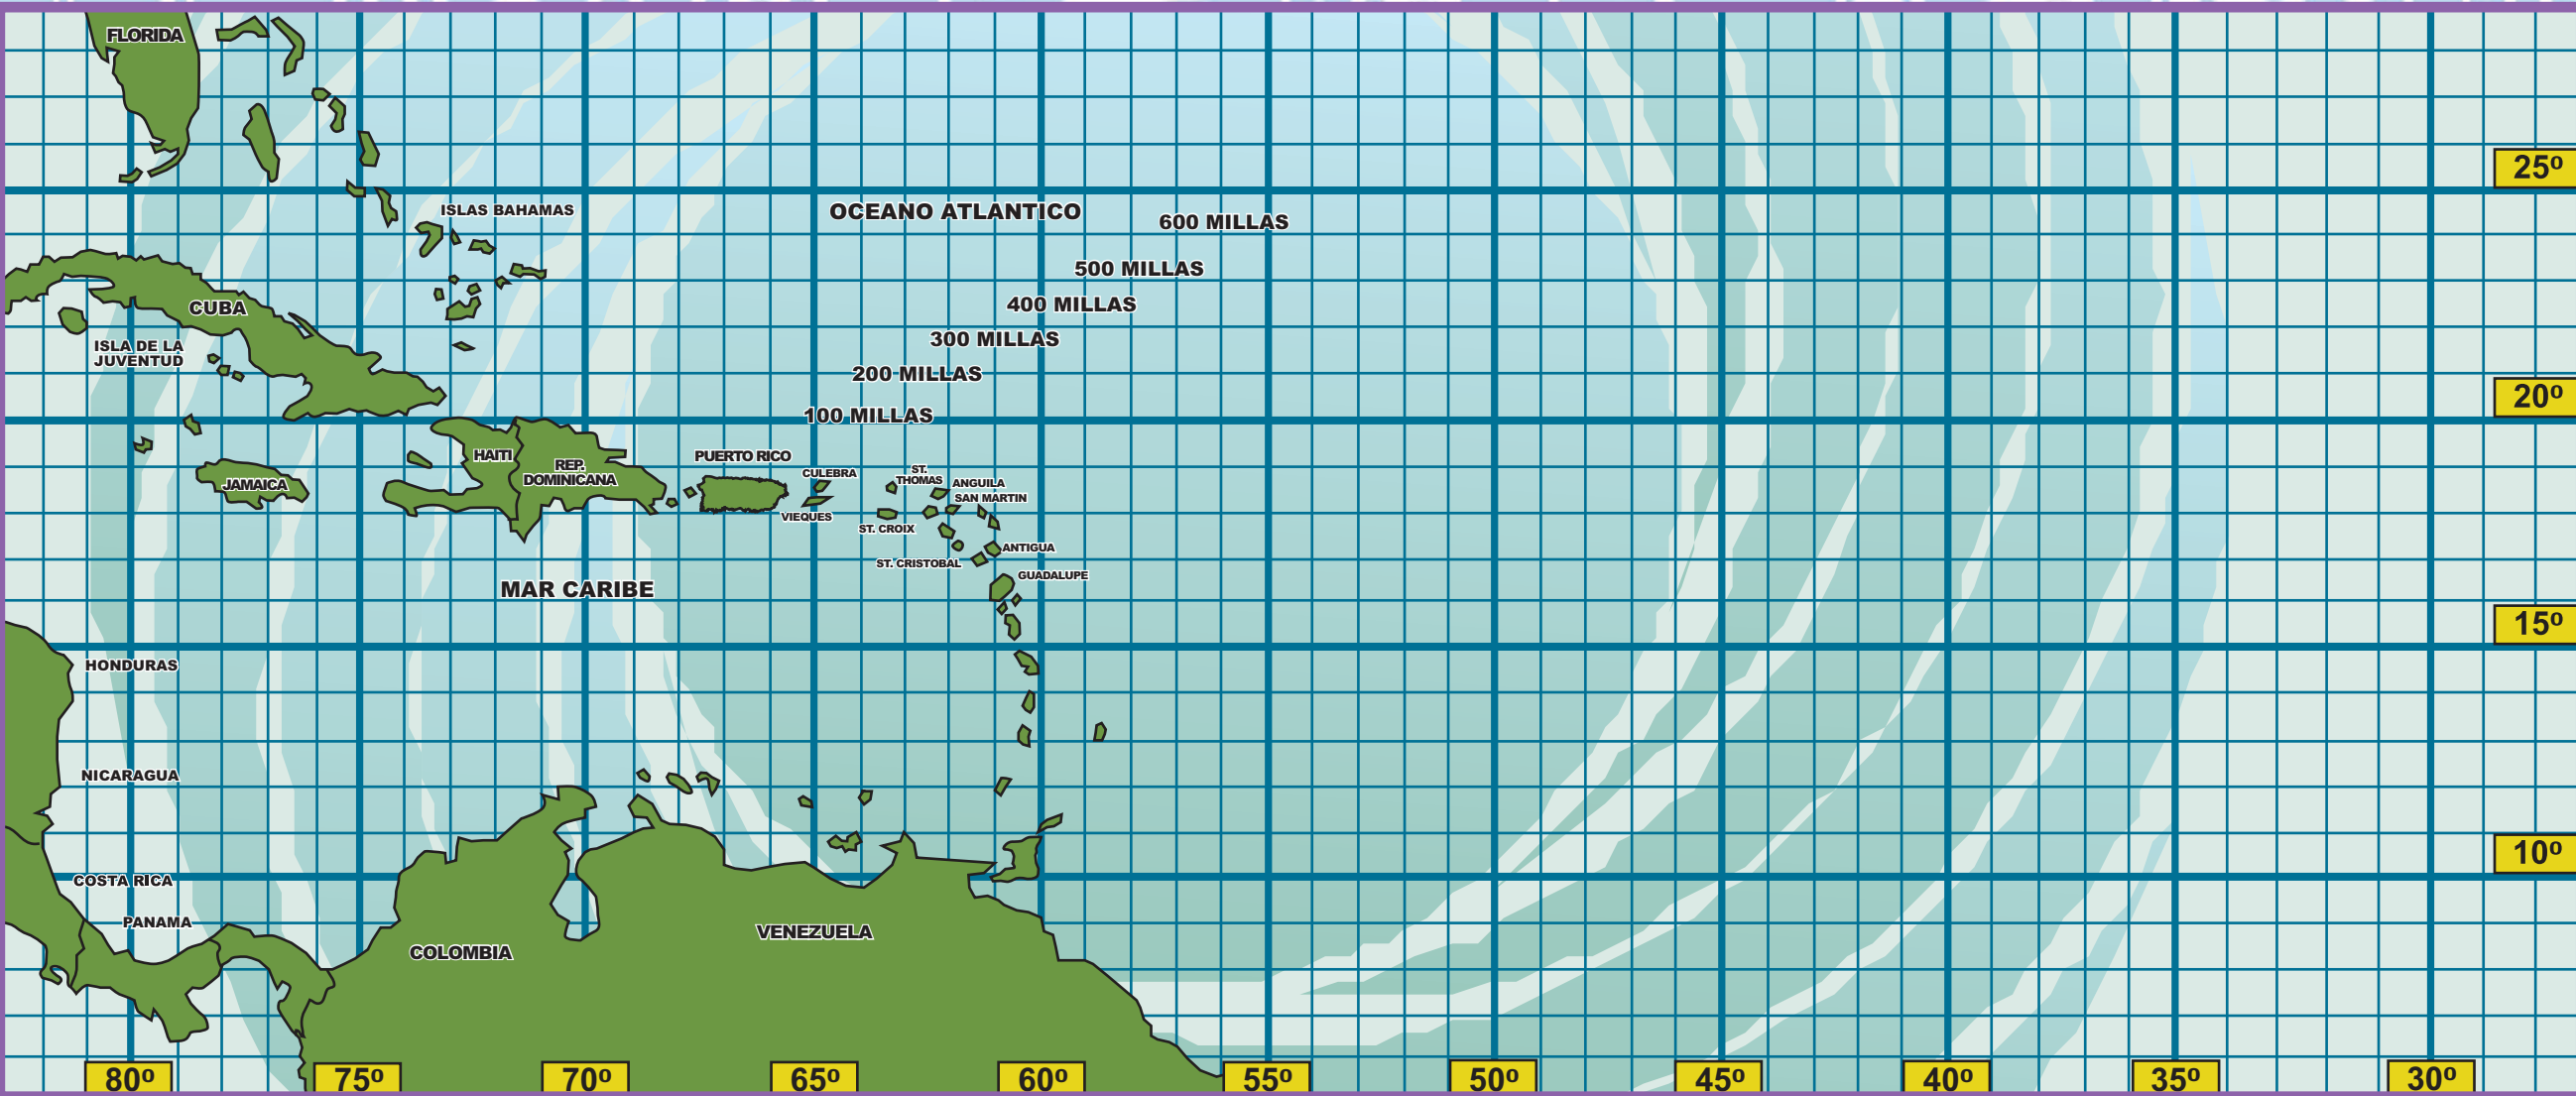 FLORIDA
25º
ISLAS BAHAMAS
OCEANO ATLANTICO
600 MILLAS
500 MILLAS
CUBA
400 MILLAS
300 MILLAS
ISLA DE LA
JUVENTUD
200 MILLAS
20º
100 MILLAS
HAITI
REP.
DOMINICANA
PUERTO RICO
CULEBRA
ST.
THOMAS
ANGUILA
JAMAICA
SAN MARTIN
VIEQUES
ST. CROIX
ANTIGUA
ST. CRISTOBAL
GUADALUPE
MAR CARIBE
15º
HONDURAS
NICARAGUA
10º
COSTA RICA
PANAMA
VENEZUELA
COLOMBIA
80º
75º
70º
65º
60º
55º
50º
45º
40º
35º
30º